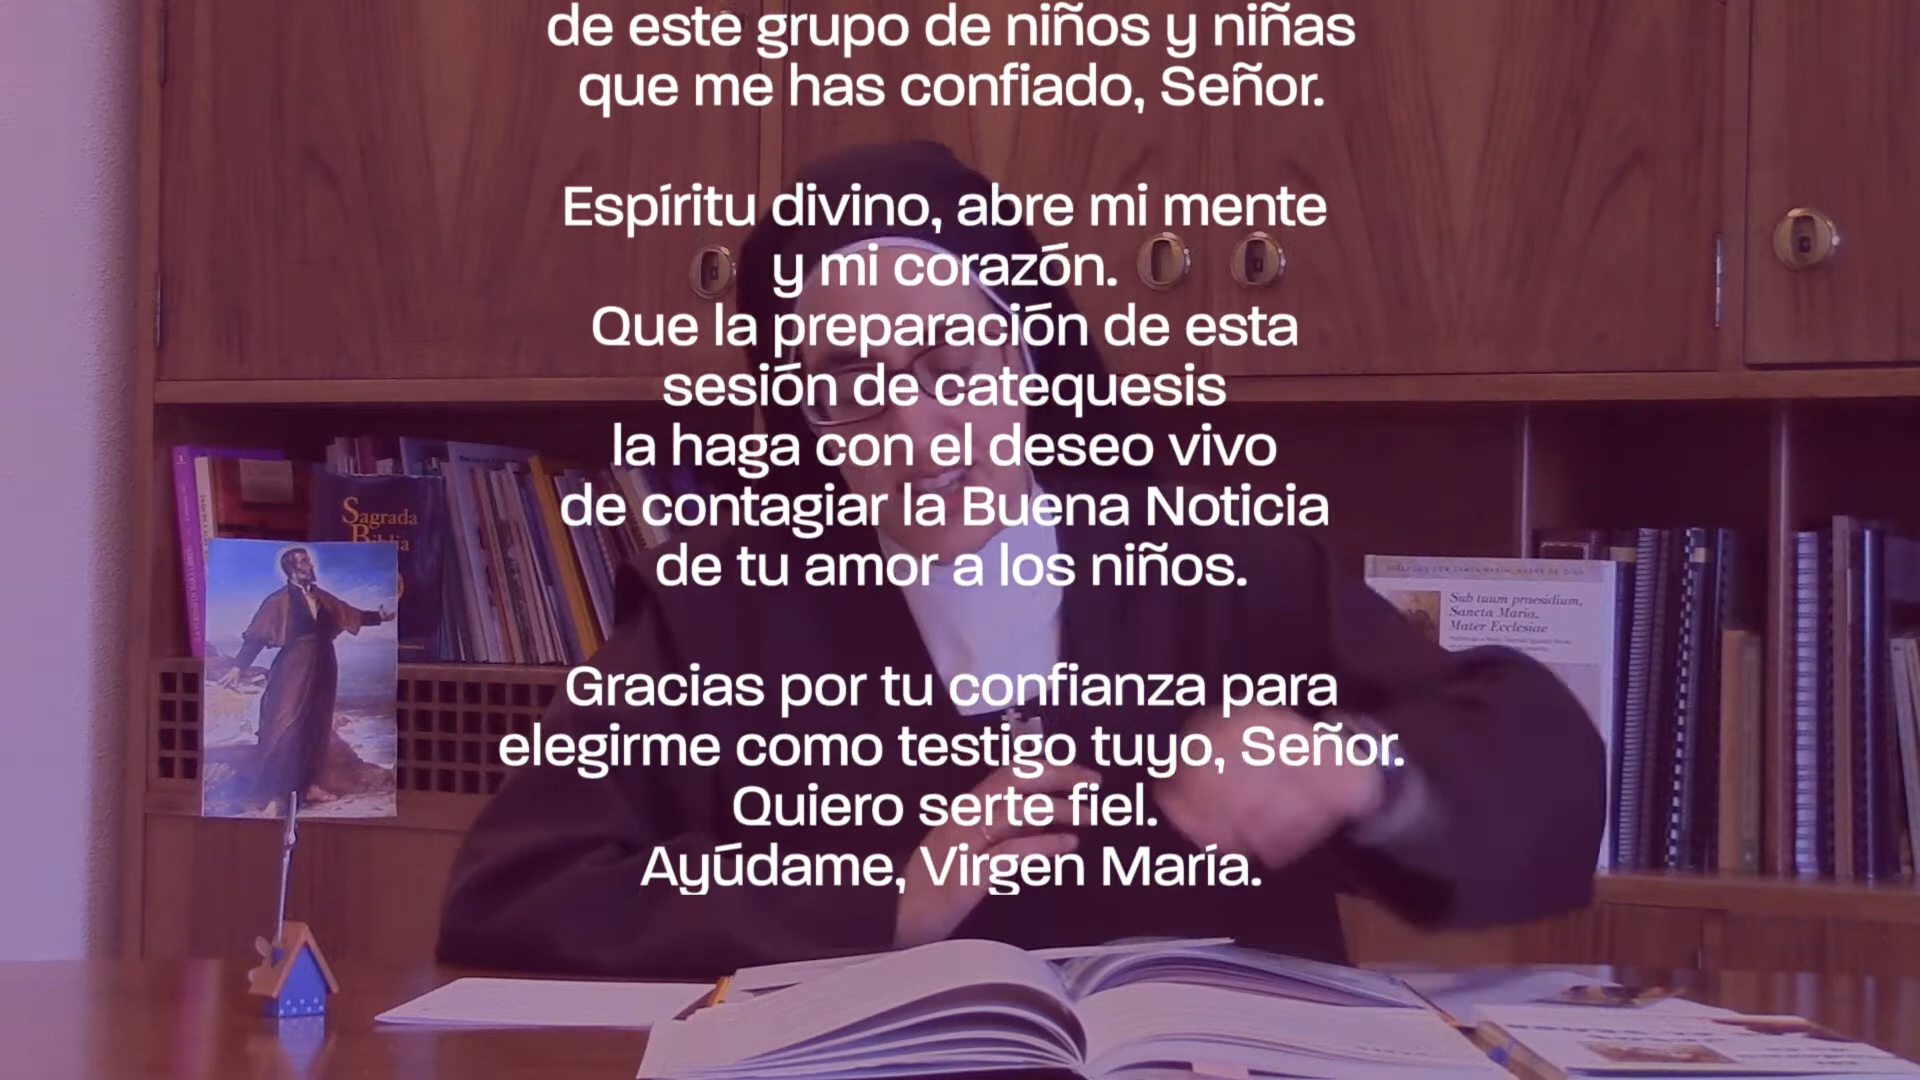 de este grupo de niños y niñas
que me has confiado, Señor.
Espíritu divino, abre mi mente
y mi corazón.
Que la preparación de esta
sesión de catequesis
la haga con el deseo vivo
de contagiar la Buena Noticia
de tu amor a los niños.
Gracias por tu confianza para
elegirme como testigo tuyo, Señor.
Quiero serte fiel.
Ayúdame, Virgen María.
Sagrada
Biblia
Sub tuum praesidium,
Sancta Maria,
Mater Ecclesiae